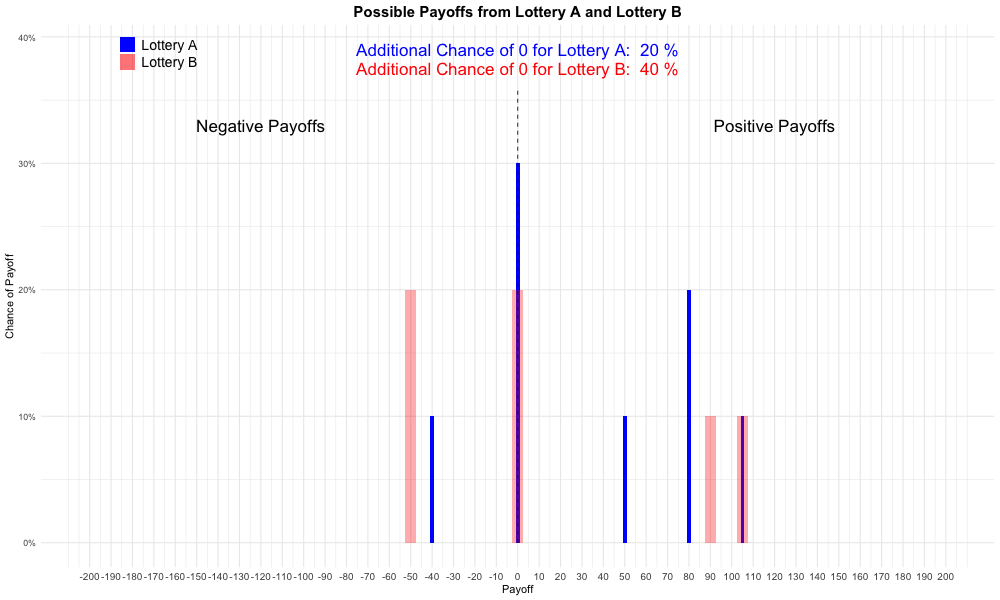 Possible Payoffs from Lottery A and Lottery B
Lottery A
Lottery B
Additional Chance of 0 for Lottery A:  20 %
Additional Chance of 0 for Lottery B:  40 %
Negative Payoffs
Positive Payoffs
Chance of Payoff
40%
30%
20%
10%
0%
-200 -190 -180 -170 -160 -150 -140 -130 -120 -110 -100 -90 -80 -70 -60 -50 -40 -30 -20 -10 0 10 20 30 40 50 60 70 80 90 100 110 120 130 140 150 160 170 180 190 200
Payoff